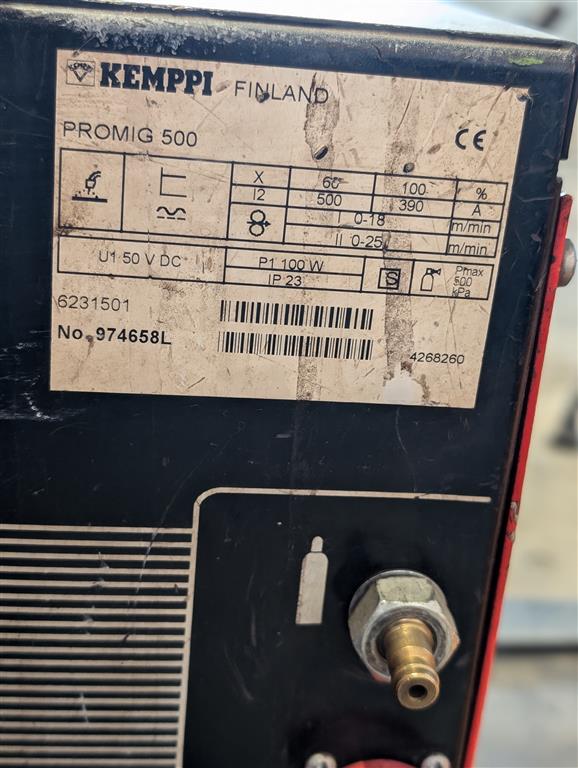 KEMPPI FINLAND
PROMIG 500
CE
X 60 100 %
I2 500 390 A
I 0-18 m/min
II 0-25 m/min
U1 50 V DC P1 100 W S Pmax 500 kPa
IP 23
6231501
No. 974658L
4268260